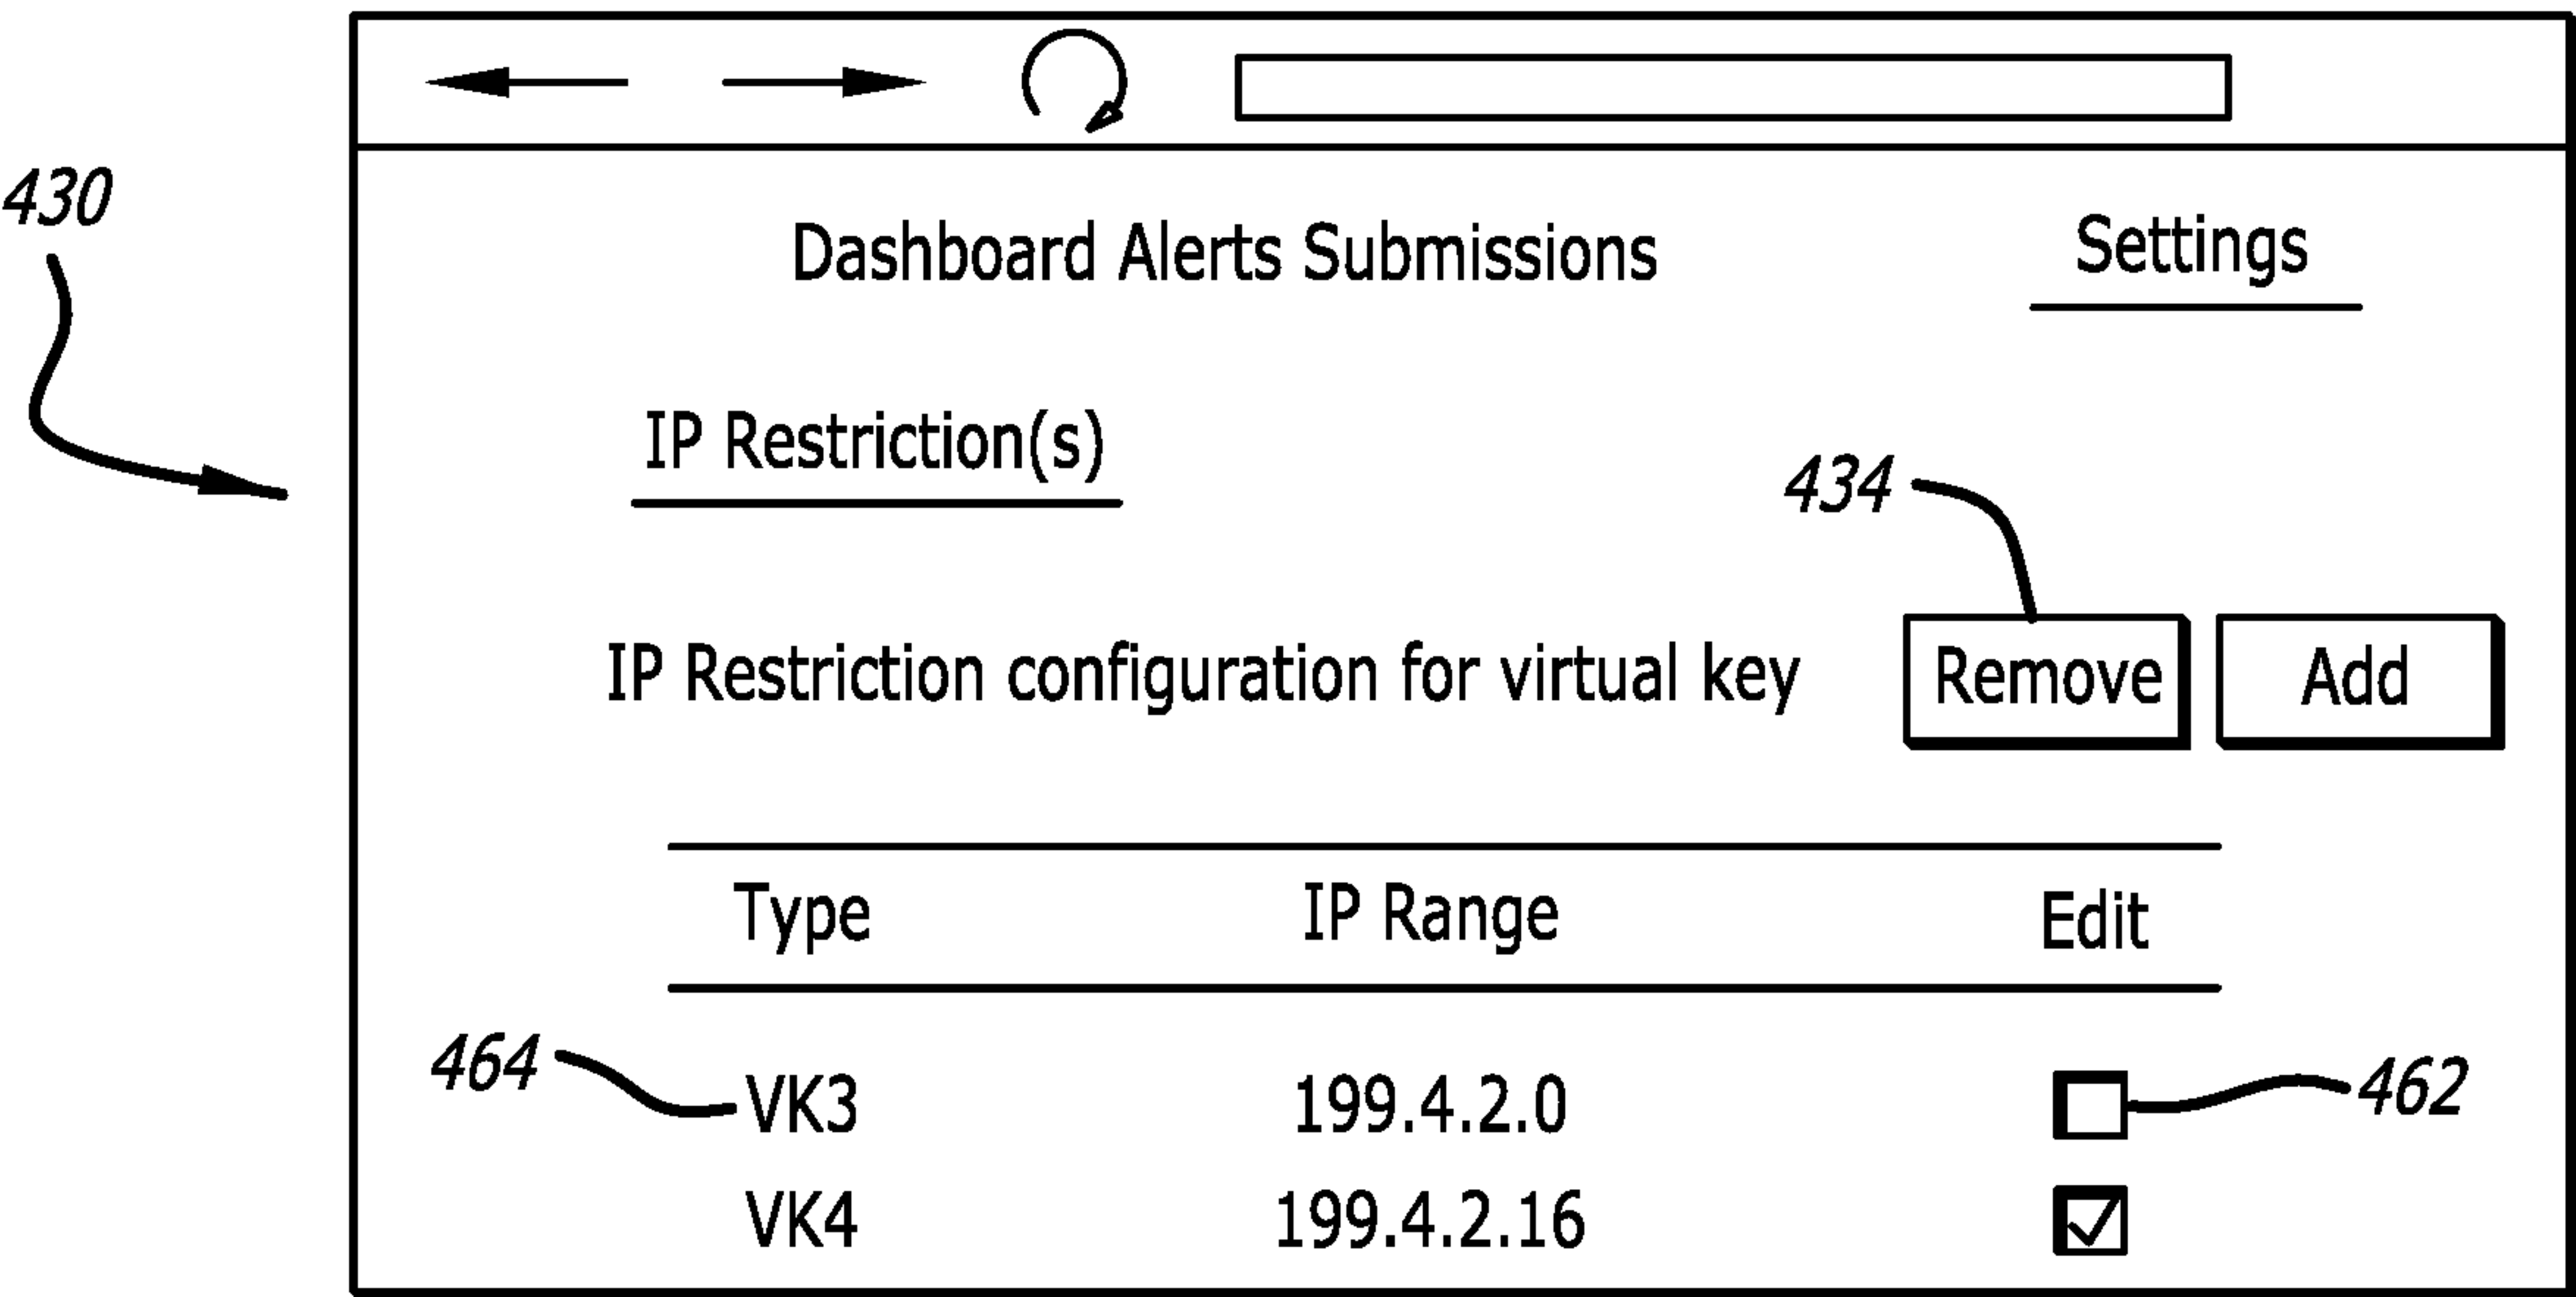 430
Dashboard Alerts Submissions Settings
IP Restriction(s)
434
IP Restriction configuration for virtual key Remove Add
Type IP Range Edit
464 VK3 199.4.2.0 462
VK4 199.4.2.16